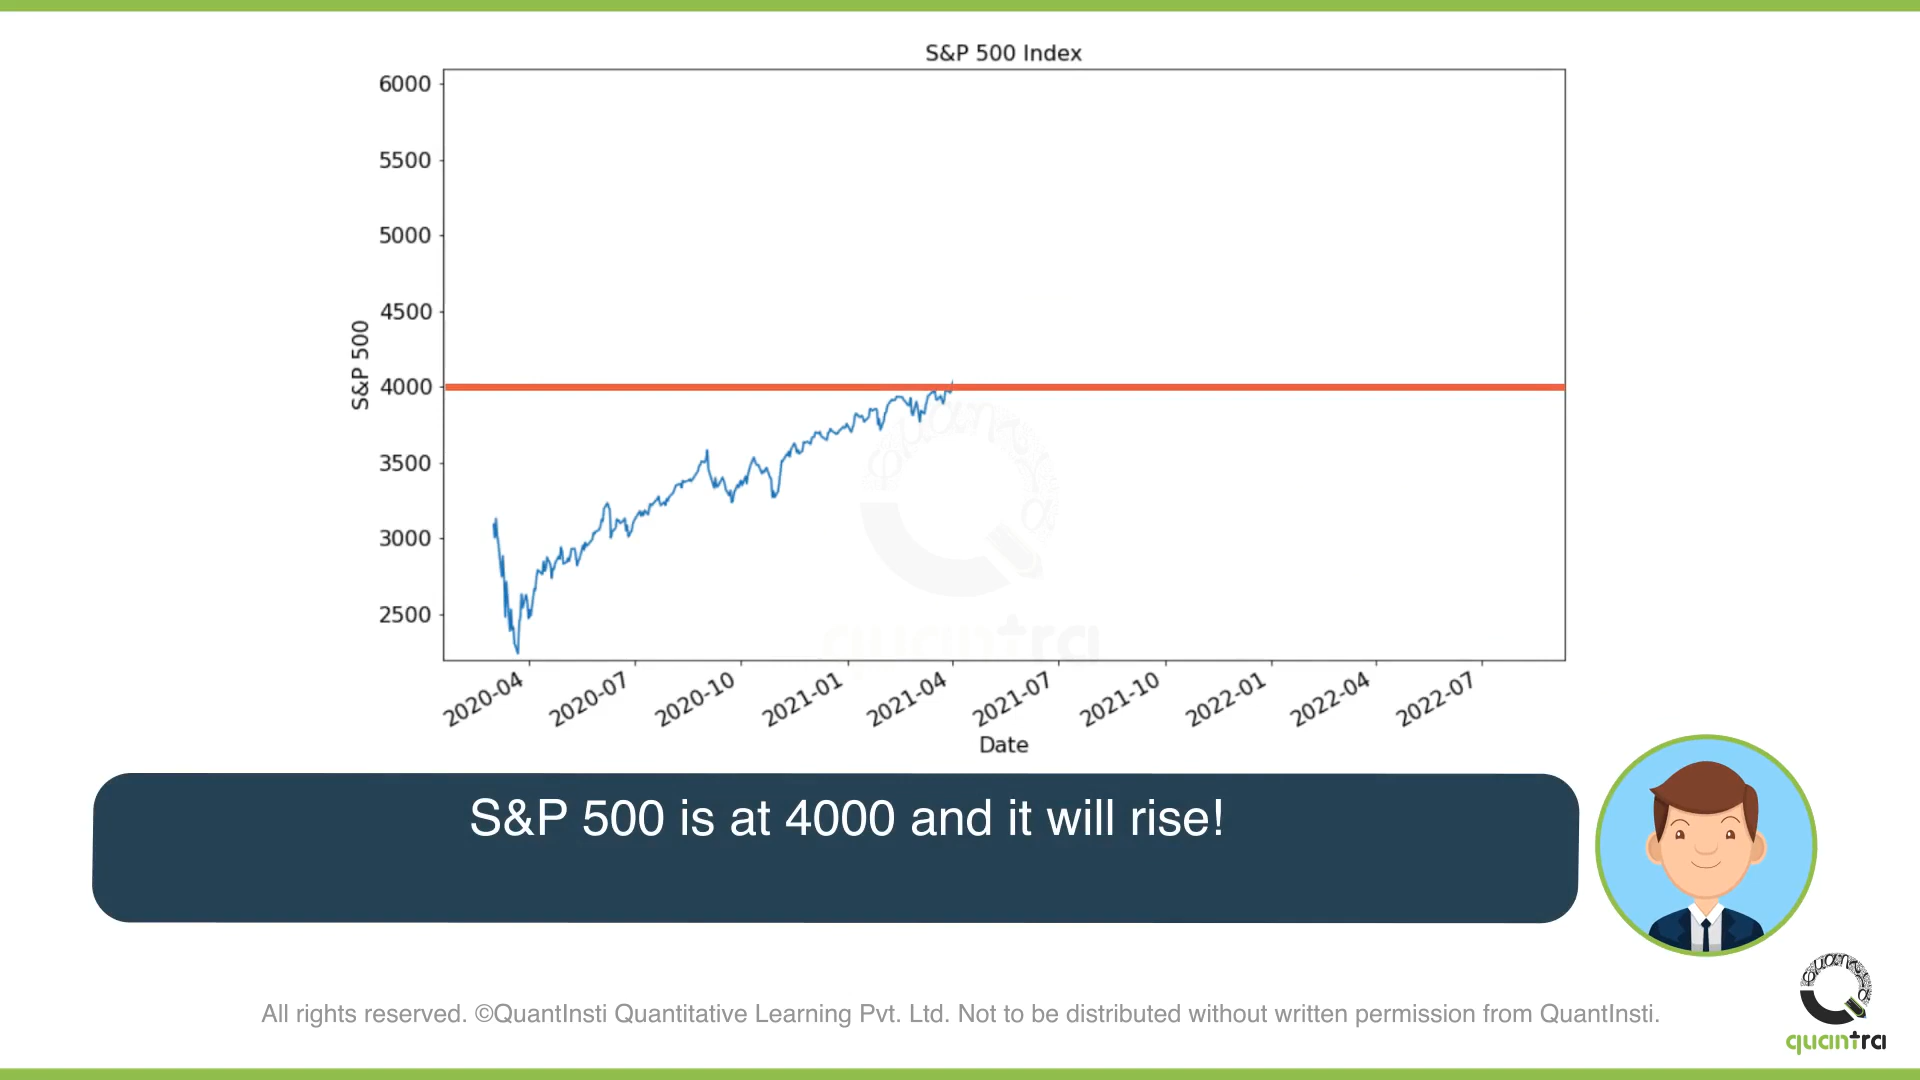 S&P 500 Index
6000
5500
5000
4500
4000
3500
3000
2500
S&P 500
2020-04
2020-07
2020-10
2021-01
2021-04
2021-07
2021-10
2022-01
2022-04
2022-07
Date
quantra
S&P 500 is at 4000 and it will rise!
All rights reserved. ©QuantInsti Quantitative Learning Pvt. Ltd. Not to be distributed without written permission from QuantInsti.
quantra